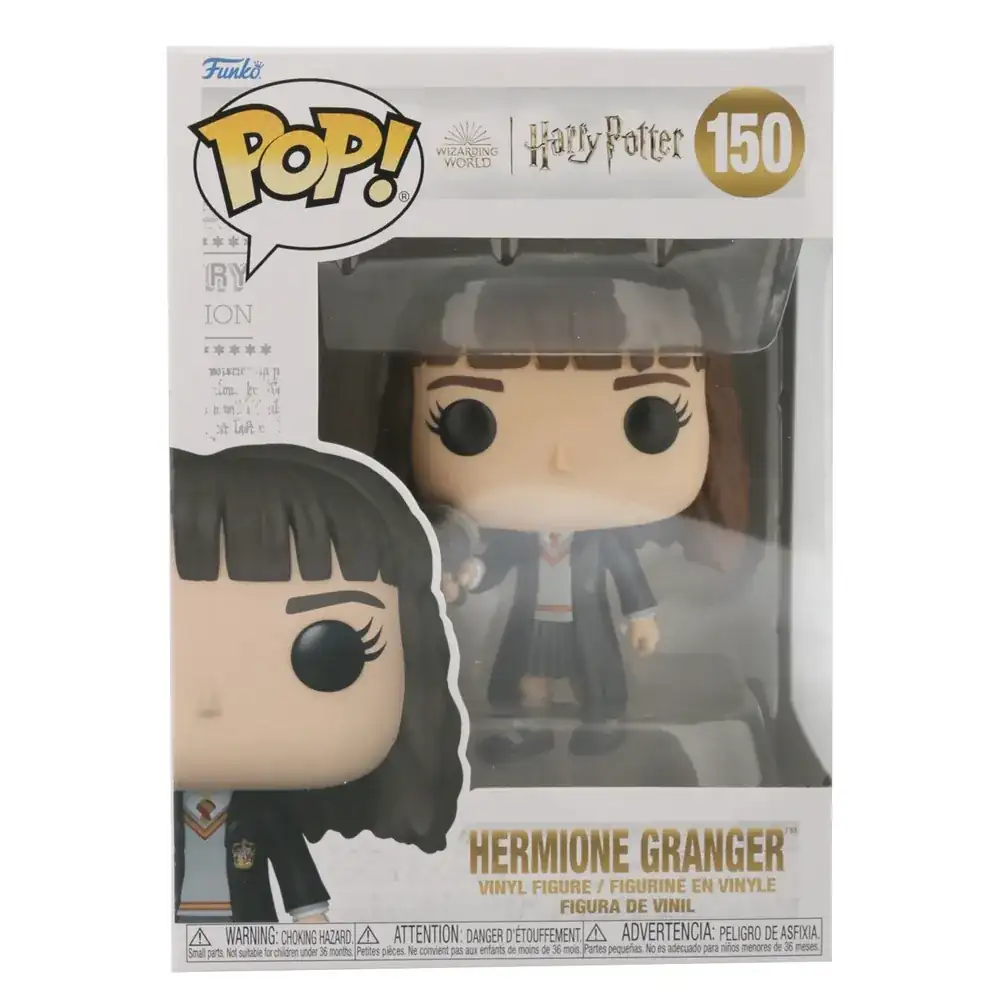 Funko
POP!®
WIZARDING
WORLD
Harry Potter
150
RY
ION
HERMIONE GRANGER™
VINYL FIGURE / FIGURINE EN VINYLE
FIGURA DE VINIL
WARNING: CHOKING HAZARD.
Small parts. Not suitable for children under 36 months.
ATTENTION: DANGER D'ÉTOUFFEMENT
Petites pièces. Ne convient pas aux enfants de moins de 36 mois.
ADVERTENCIA: PELIGRO DE ASFIXIA.
Partes pequeñas. No es adecuado para niños menores de 36 meses.